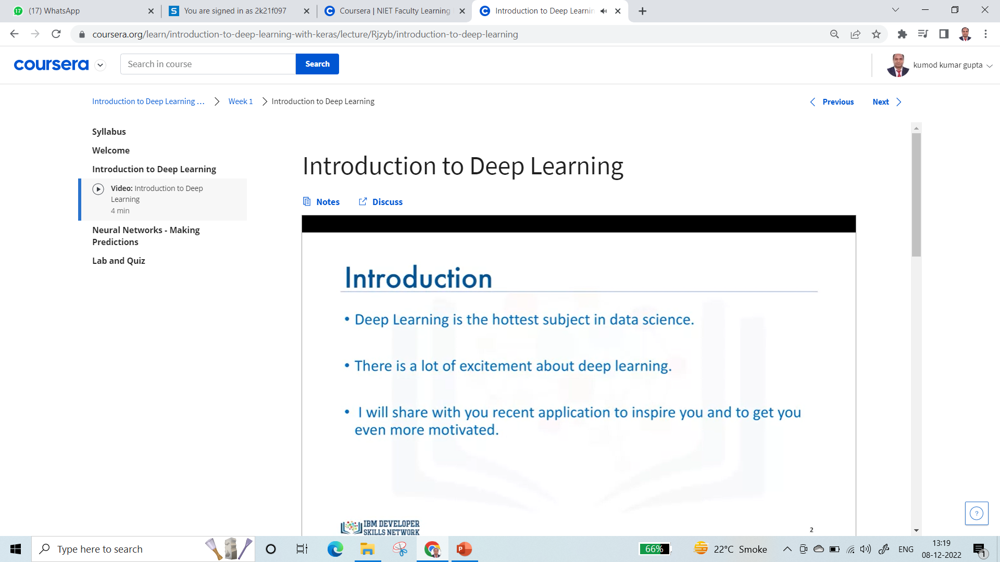 (17) WhatsApp
You are signed in as 2k21f097
Coursera | NIET Faculty Learning
Introduction to Deep Learnin
coursera.org/learn/introduction-to-deep-learning-with-keras/lecture/Rjzyb/introduction-to-deep-learning
coursera
Search in course
Search
kumod kumar gupta
Introduction to Deep Learning ...
Week 1
Introduction to Deep Learning
Previous
Next
Syllabus
Welcome
Introduction to Deep Learning
Video: Introduction to Deep
Learning
4 min
Neural Networks - Making
Predictions
Lab and Quiz
Introduction to Deep Learning
Notes
Discuss
Introduction
• Deep Learning is the hottest subject in data science.
• There is a lot of excitement about deep learning.
• I will share with you recent application to inspire you and to get you
even more motivated.
IBM DEVELOPER
SKILLS NETWORK
2
Type here to search
66%
22°C Smoke
ENG
13:19
08-12-2022
1